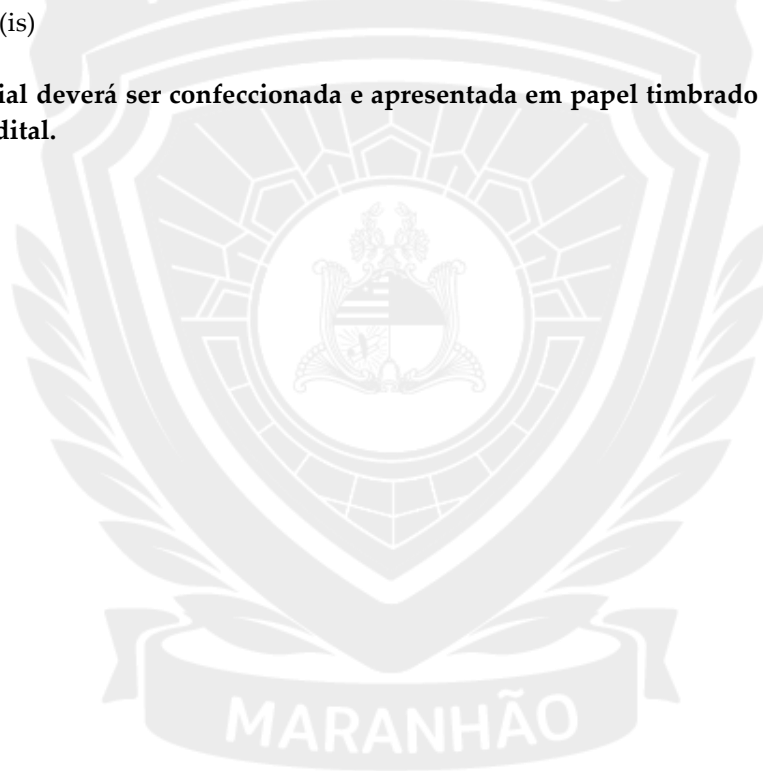 (is)
ial deverá ser confeccionada e apresentada em papel timbrado
dital.
MARANHÃO